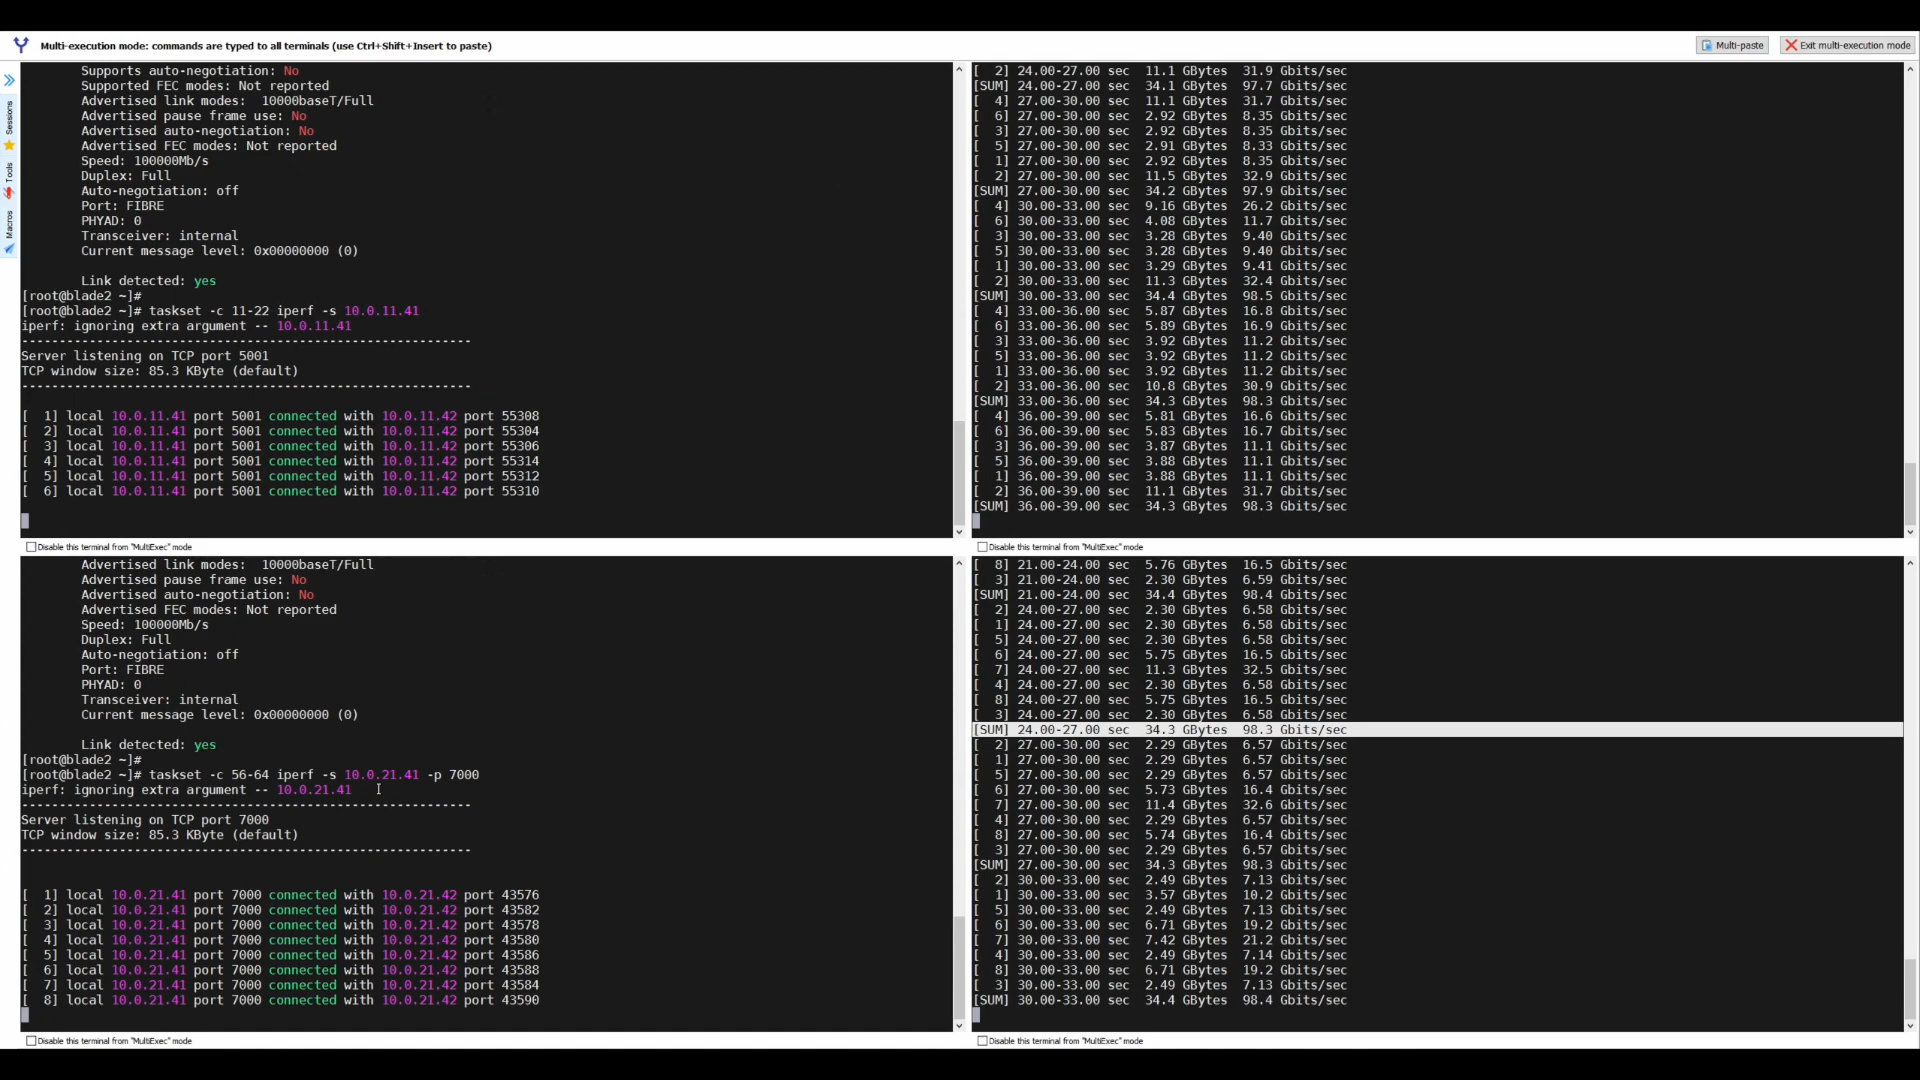 Multi-execution mode: commands are typed to all terminals (use Ctrl+Shift+Insert to paste)
Multi-paste
Exit multi-execution mode
Sessions
Tools
Macros
Supports auto-negotiation: No
Supported FEC modes: Not reported
Advertised link modes:  10000baseT/Full
Advertised pause frame use: No
Advertised auto-negotiation: No
Advertised FEC modes: Not reported
Speed: 100000Mb/s
Duplex: Full
Auto-negotiation: off
Port: FIBRE
PHYAD: 0
Transceiver: internal
Current message level: 0x00000000 (0)
Link detected: yes
[root@blade2 ~]#
[root@blade2 ~]# taskset -c 11-22 iperf -s 10.0.11.41
iperf: ignoring extra argument -- 10.0.11.41
------------------------------------------------------------
Server listening on TCP port 5001
TCP window size: 85.3 KByte (default)
------------------------------------------------------------
[  1] local 10.0.11.41 port 5001 connected with 10.0.11.42 port 55308
[  2] local 10.0.11.41 port 5001 connected with 10.0.11.42 port 55304
[  3] local 10.0.11.41 port 5001 connected with 10.0.11.42 port 55306
[  4] local 10.0.11.41 port 5001 connected with 10.0.11.42 port 55314
[  5] local 10.0.11.41 port 5001 connected with 10.0.11.42 port 55312
[  6] local 10.0.11.41 port 5001 connected with 10.0.11.42 port 55310
Disable this terminal from "MultiExec" mode
[  2] 24.00-27.00 sec  11.1 GBytes  31.9 Gbits/sec
[SUM] 24.00-27.00 sec  34.1 GBytes  97.7 Gbits/sec
[  4] 27.00-30.00 sec  11.1 GBytes  31.7 Gbits/sec
[  6] 27.00-30.00 sec  2.92 GBytes  8.35 Gbits/sec
[  3] 27.00-30.00 sec  2.92 GBytes  8.35 Gbits/sec
[  5] 27.00-30.00 sec  2.91 GBytes  8.33 Gbits/sec
[  1] 27.00-30.00 sec  2.92 GBytes  8.35 Gbits/sec
[  2] 27.00-30.00 sec  11.5 GBytes  32.9 Gbits/sec
[SUM] 27.00-30.00 sec  34.2 GBytes  97.9 Gbits/sec
[  4] 30.00-33.00 sec  9.16 GBytes  26.2 Gbits/sec
[  6] 30.00-33.00 sec  4.08 GBytes  11.7 Gbits/sec
[  3] 30.00-33.00 sec  3.28 GBytes  9.40 Gbits/sec
[  5] 30.00-33.00 sec  3.28 GBytes  9.40 Gbits/sec
[  1] 30.00-33.00 sec  3.29 GBytes  9.41 Gbits/sec
[  2] 30.00-33.00 sec  11.3 GBytes  32.4 Gbits/sec
[SUM] 30.00-33.00 sec  34.4 GBytes  98.5 Gbits/sec
[  4] 33.00-36.00 sec  5.87 GBytes  16.8 Gbits/sec
[  6] 33.00-36.00 sec  5.89 GBytes  16.9 Gbits/sec
[  3] 33.00-36.00 sec  3.92 GBytes  11.2 Gbits/sec
[  5] 33.00-36.00 sec  3.92 GBytes  11.2 Gbits/sec
[  1] 33.00-36.00 sec  3.92 GBytes  11.2 Gbits/sec
[  2] 33.00-36.00 sec  10.8 GBytes  30.9 Gbits/sec
[SUM] 33.00-36.00 sec  34.3 GBytes  98.3 Gbits/sec
[  4] 36.00-39.00 sec  5.81 GBytes  16.6 Gbits/sec
[  6] 36.00-39.00 sec  5.83 GBytes  16.7 Gbits/sec
[  3] 36.00-39.00 sec  3.87 GBytes  11.1 Gbits/sec
[  5] 36.00-39.00 sec  3.88 GBytes  11.1 Gbits/sec
[  1] 36.00-39.00 sec  3.88 GBytes  11.1 Gbits/sec
[  2] 36.00-39.00 sec  11.1 GBytes  31.7 Gbits/sec
[SUM] 36.00-39.00 sec  34.3 GBytes  98.3 Gbits/sec
Disable this terminal from "MultiExec" mode
Advertised link modes:  10000baseT/Full
Advertised pause frame use: No
Advertised auto-negotiation: No
Advertised FEC modes: Not reported
Speed: 100000Mb/s
Duplex: Full
Auto-negotiation: off
Port: FIBRE
PHYAD: 0
Transceiver: internal
Current message level: 0x00000000 (0)
Link detected: yes
[root@blade2 ~]#
[root@blade2 ~]# taskset -c 56-64 iperf -s 10.0.21.41 -p 7000
iperf: ignoring extra argument -- 10.0.21.41
------------------------------------------------------------
Server listening on TCP port 7000
TCP window size: 85.3 KByte (default)
------------------------------------------------------------
[  1] local 10.0.21.41 port 7000 connected with 10.0.21.42 port 43576
[  2] local 10.0.21.41 port 7000 connected with 10.0.21.42 port 43582
[  3] local 10.0.21.41 port 7000 connected with 10.0.21.42 port 43578
[  4] local 10.0.21.41 port 7000 connected with 10.0.21.42 port 43580
[  5] local 10.0.21.41 port 7000 connected with 10.0.21.42 port 43586
[  6] local 10.0.21.41 port 7000 connected with 10.0.21.42 port 43588
[  7] local 10.0.21.41 port 7000 connected with 10.0.21.42 port 43584
[  8] local 10.0.21.41 port 7000 connected with 10.0.21.42 port 43590
Disable this terminal from "MultiExec" mode
[  8] 21.00-24.00 sec  5.76 GBytes  16.5 Gbits/sec
[  3] 21.00-24.00 sec  2.30 GBytes  6.59 Gbits/sec
[SUM] 21.00-24.00 sec  34.4 GBytes  98.4 Gbits/sec
[  2] 24.00-27.00 sec  2.30 GBytes  6.58 Gbits/sec
[  1] 24.00-27.00 sec  2.30 GBytes  6.58 Gbits/sec
[  5] 24.00-27.00 sec  2.30 GBytes  6.58 Gbits/sec
[  6] 24.00-27.00 sec  5.75 GBytes  16.5 Gbits/sec
[  7] 24.00-27.00 sec  11.3 GBytes  32.5 Gbits/sec
[  4] 24.00-27.00 sec  2.30 GBytes  6.58 Gbits/sec
[  8] 24.00-27.00 sec  5.75 GBytes  16.5 Gbits/sec
[  3] 24.00-27.00 sec  2.30 GBytes  6.58 Gbits/sec
[SUM] 24.00-27.00 sec  34.3 GBytes  98.3 Gbits/sec
[  2] 27.00-30.00 sec  2.29 GBytes  6.57 Gbits/sec
[  1] 27.00-30.00 sec  2.29 GBytes  6.57 Gbits/sec
[  5] 27.00-30.00 sec  2.29 GBytes  6.57 Gbits/sec
[  6] 27.00-30.00 sec  5.73 GBytes  16.4 Gbits/sec
[  7] 27.00-30.00 sec  11.4 GBytes  32.6 Gbits/sec
[  4] 27.00-30.00 sec  2.29 GBytes  6.57 Gbits/sec
[  8] 27.00-30.00 sec  5.74 GBytes  16.4 Gbits/sec
[  3] 27.00-30.00 sec  2.29 GBytes  6.57 Gbits/sec
[SUM] 27.00-30.00 sec  34.3 GBytes  98.3 Gbits/sec
[  2] 30.00-33.00 sec  2.49 GBytes  7.13 Gbits/sec
[  1] 30.00-33.00 sec  3.57 GBytes  10.2 Gbits/sec
[  5] 30.00-33.00 sec  2.49 GBytes  7.13 Gbits/sec
[  6] 30.00-33.00 sec  6.71 GBytes  19.2 Gbits/sec
[  7] 30.00-33.00 sec  7.42 GBytes  21.2 Gbits/sec
[  4] 30.00-33.00 sec  2.49 GBytes  7.14 Gbits/sec
[  8] 30.00-33.00 sec  6.71 GBytes  19.2 Gbits/sec
[  3] 30.00-33.00 sec  2.49 GBytes  7.13 Gbits/sec
[SUM] 30.00-33.00 sec  34.4 GBytes  98.4 Gbits/sec
Disable this terminal from "MultiExec" mode